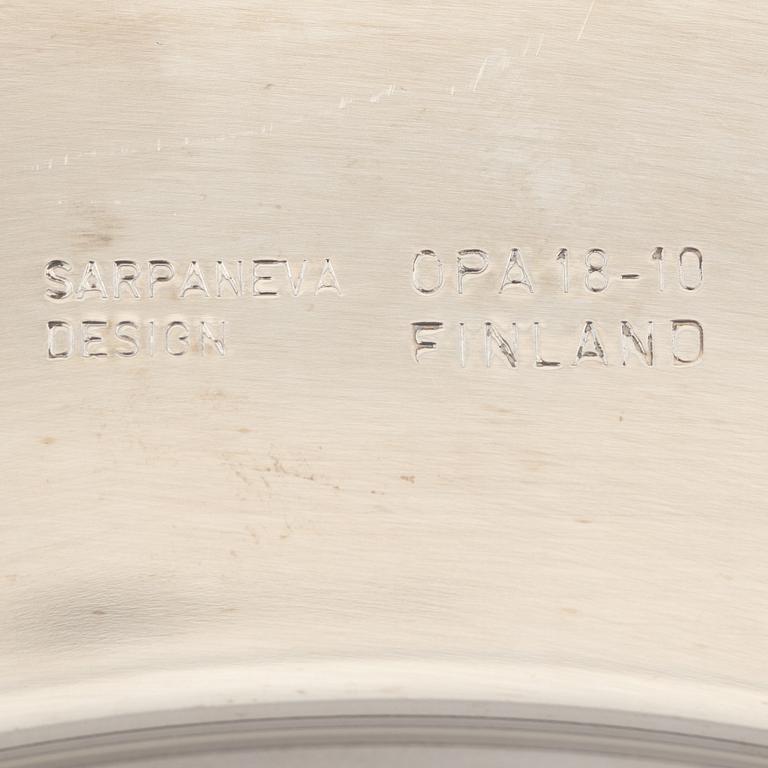 SARPANEVA
DESIGN
OPA 18-10
FINLAND